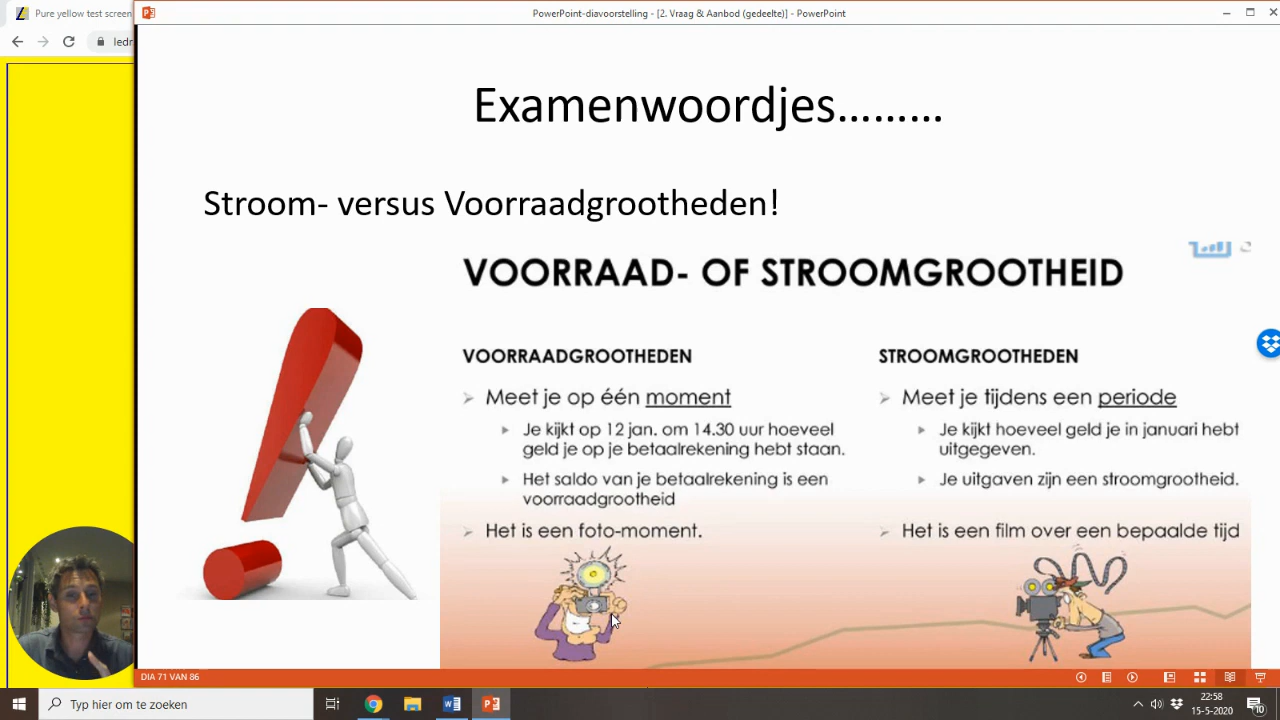 Pure yellow test screen
PowerPoint-diavoorstelling - [2. Vraag & Aanbod (gedeelte)] - PowerPoint
ledr
Examenwoordjes………
Stroom- versus Voorraadgrootheden!
VOORRAAD- OF STROOMGROOTHEID
VOORRAADGROOTHEDEN
Meet je op één moment
Je kijkt op 12 jan. om 14.30 uur hoeveel
geld je op je betaalrekening hebt staan.
Het saldo van je betaalrekening is een
voorraadgrootheid
Het is een foto-moment.
STROOMGROOTHEDEN
Meet je tijdens een periode
Je kijkt hoeveel geld je in januari hebt
uitgegeven.
Je uitgaven zijn een stroomgrootheid.
Het is een film over een bepaalde tijd
DIA 71 VAN 86
Typ hier om te zoeken
22:58
15-5-2020
10